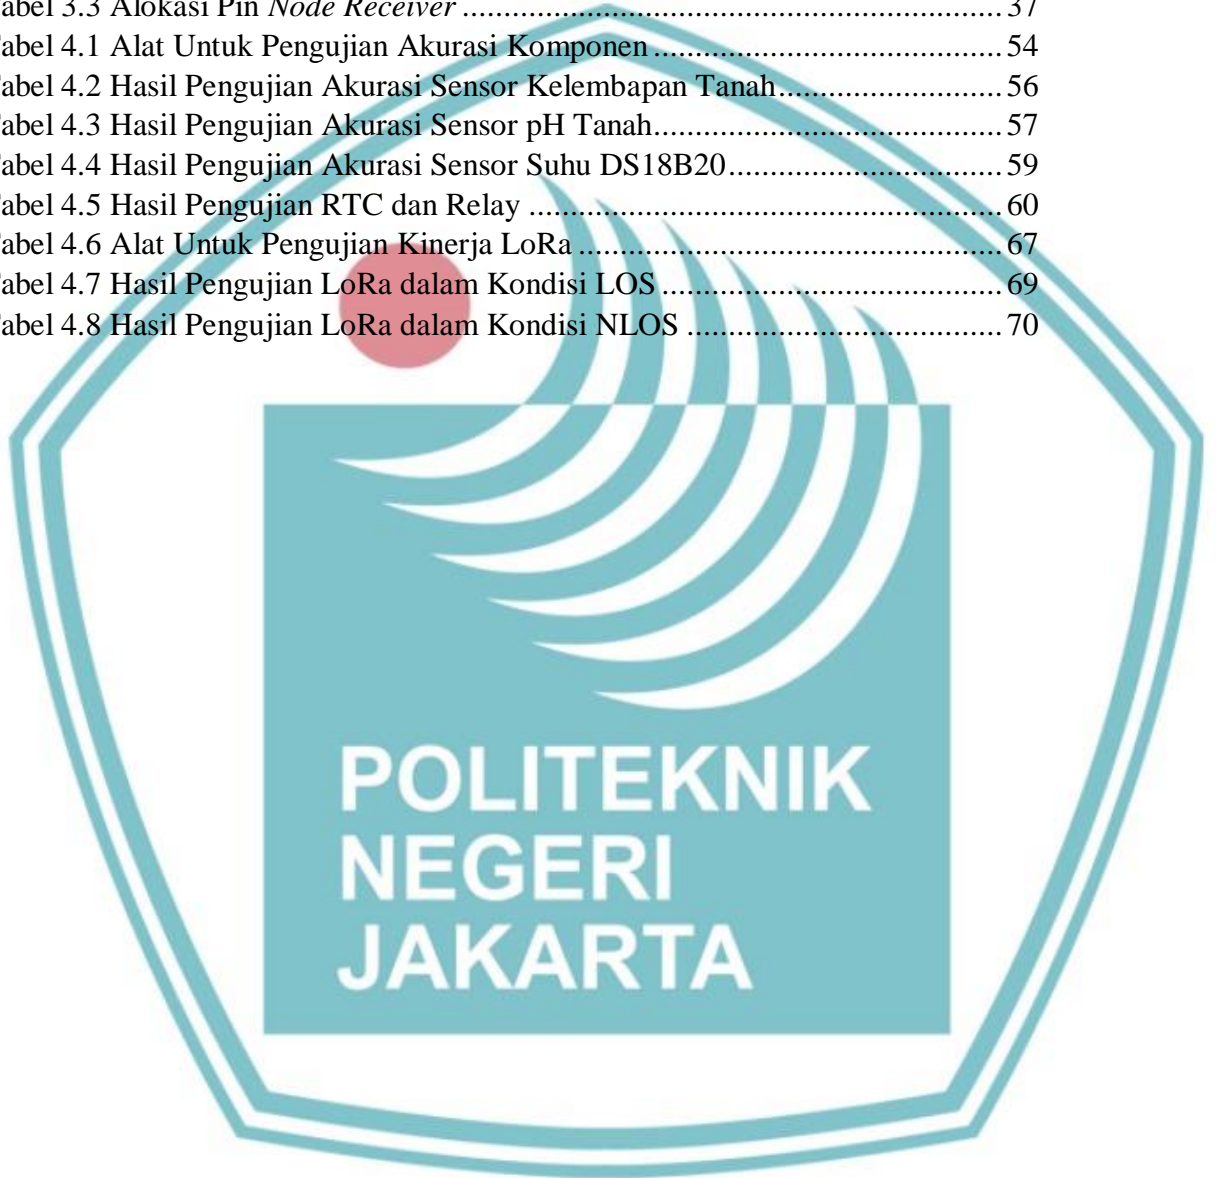 abel 3.3 Alokasi Pin Node Receiver ........................................................................ 37
abel 4.1 Alat Untuk Pengujian Akurasi Komponen .............................................. 54
abel 4.2 Hasil Pengujian Akurasi Sensor Kelembapan Tanah............................. 56
abel 4.3 Hasil Pengujian Akurasi Sensor pH Tanah............................................. 57
abel 4.4 Hasil Pengujian Akurasi Sensor Suhu DS18B20.................................... 59
abel 4.5 Hasil Pengujian RTC dan Relay ............................................................. 60
abel 4.6 Alat Untuk Pengujian Kinerja LoRa ....................................................... 67
abel 4.7 Hasil Pengujian LoRa dalam Kondisi LOS ............................................. 69
abel 4.8 Hasil Pengujian LoRa dalam Kondisi NLOS .......................................... 70
POLITEKNIK
NEGERI
JAKARTA